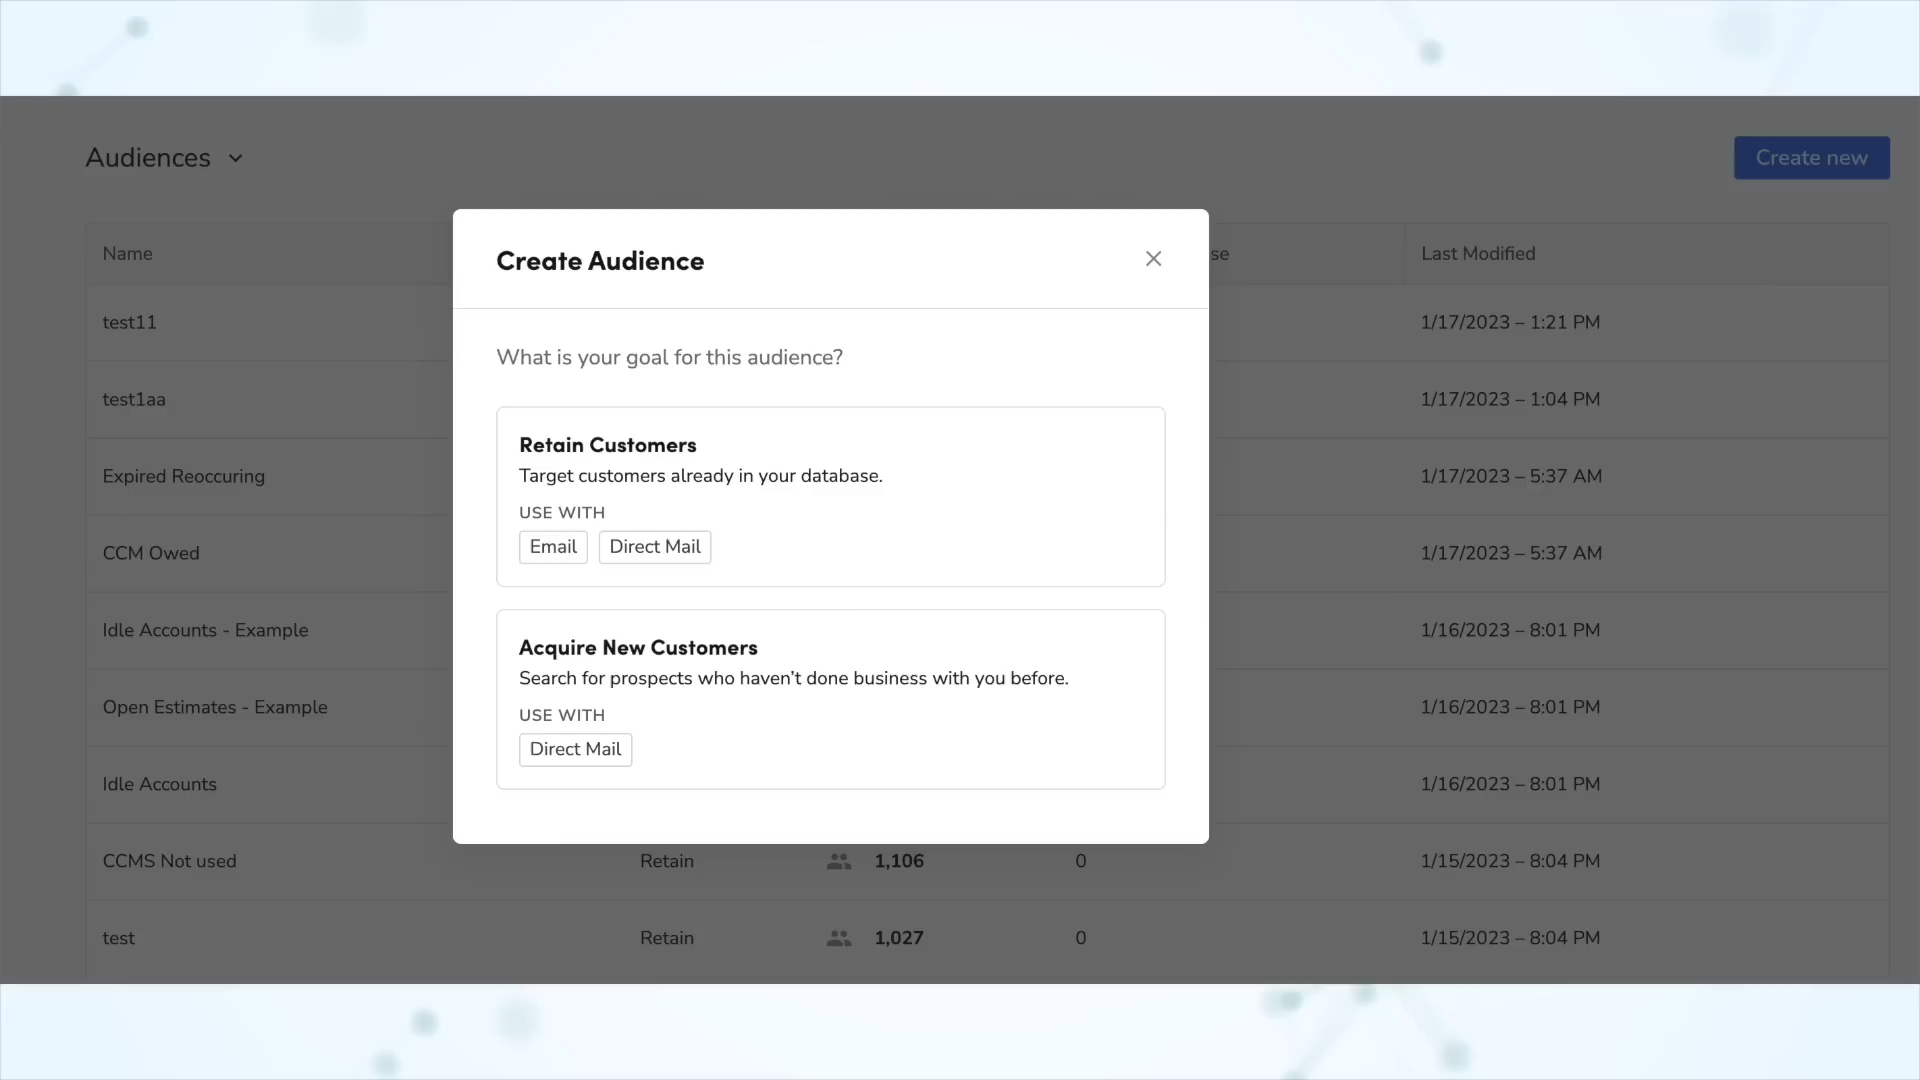 Audiences
Create new
Name
se
Last Modified
Create Audience
What is your goal for this audience?
Retain Customers
Target customers already in your database.
USE WITH
Email Direct Mail
Acquire New Customers
Search for prospects who haven't done business with you before.
USE WITH
Direct Mail
test11 1/17/2023 – 1:21 PM
test1aa 1/17/2023 – 1:04 PM
Expired Reoccuring 1/17/2023 – 5:37 AM
CCM Owed 1/17/2023 – 5:37 AM
Idle Accounts - Example 1/16/2023 – 8:01 PM
Open Estimates - Example 1/16/2023 – 8:01 PM
Idle Accounts 1/16/2023 – 8:01 PM
CCMS Not used Retain 1,106 0 1/15/2023 – 8:04 PM
test Retain 1,027 0 1/15/2023 – 8:04 PM